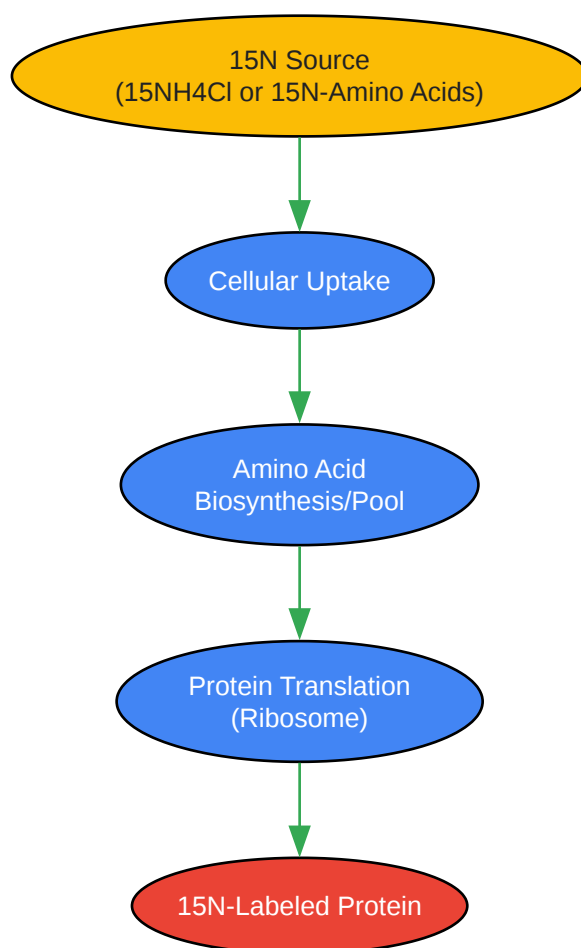 15N Source
(15NH4Cl or 15N-Amino Acids)
Cellular Uptake
Amino Acid
Biosynthesis/Pool
Protein Translation
(Ribosome)
15N-Labeled Protein